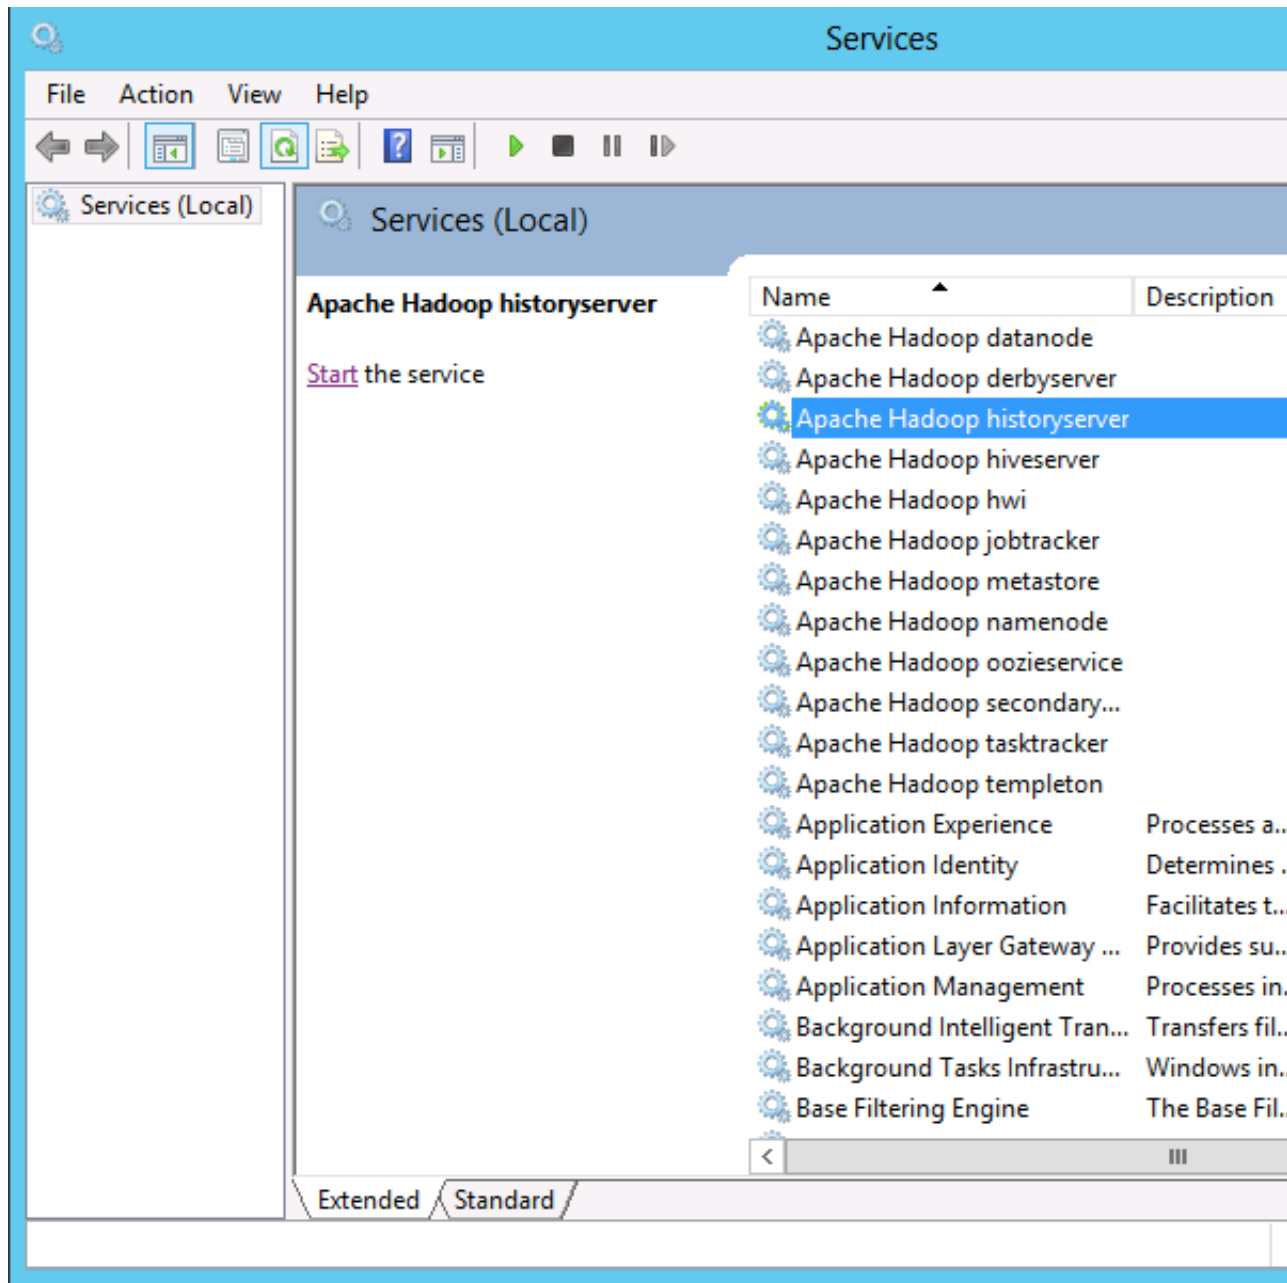 Services
File Action View Help
Services (Local)
Services (Local)
Apache Hadoop historyserver
Start the service
Name Description
Apache Hadoop datanode
Apache Hadoop derbyserver
Apache Hadoop historyserver
Apache Hadoop hiveserver
Apache Hadoop hwi
Apache Hadoop jobtracker
Apache Hadoop metastore
Apache Hadoop namenode
Apache Hadoop oozieservice
Apache Hadoop secondary...
Apache Hadoop tasktracker
Apache Hadoop templeton
Application Experience Processes a..
Application Identity Determines .
Application Information Facilitates t...
Application Layer Gateway ... Provides su..
Application Management Processes in.
Background Intelligent Tran... Transfers fil..
Background Tasks Infrastru... Windows in..
Base Filtering Engine The Base Fil..
Extended Standard